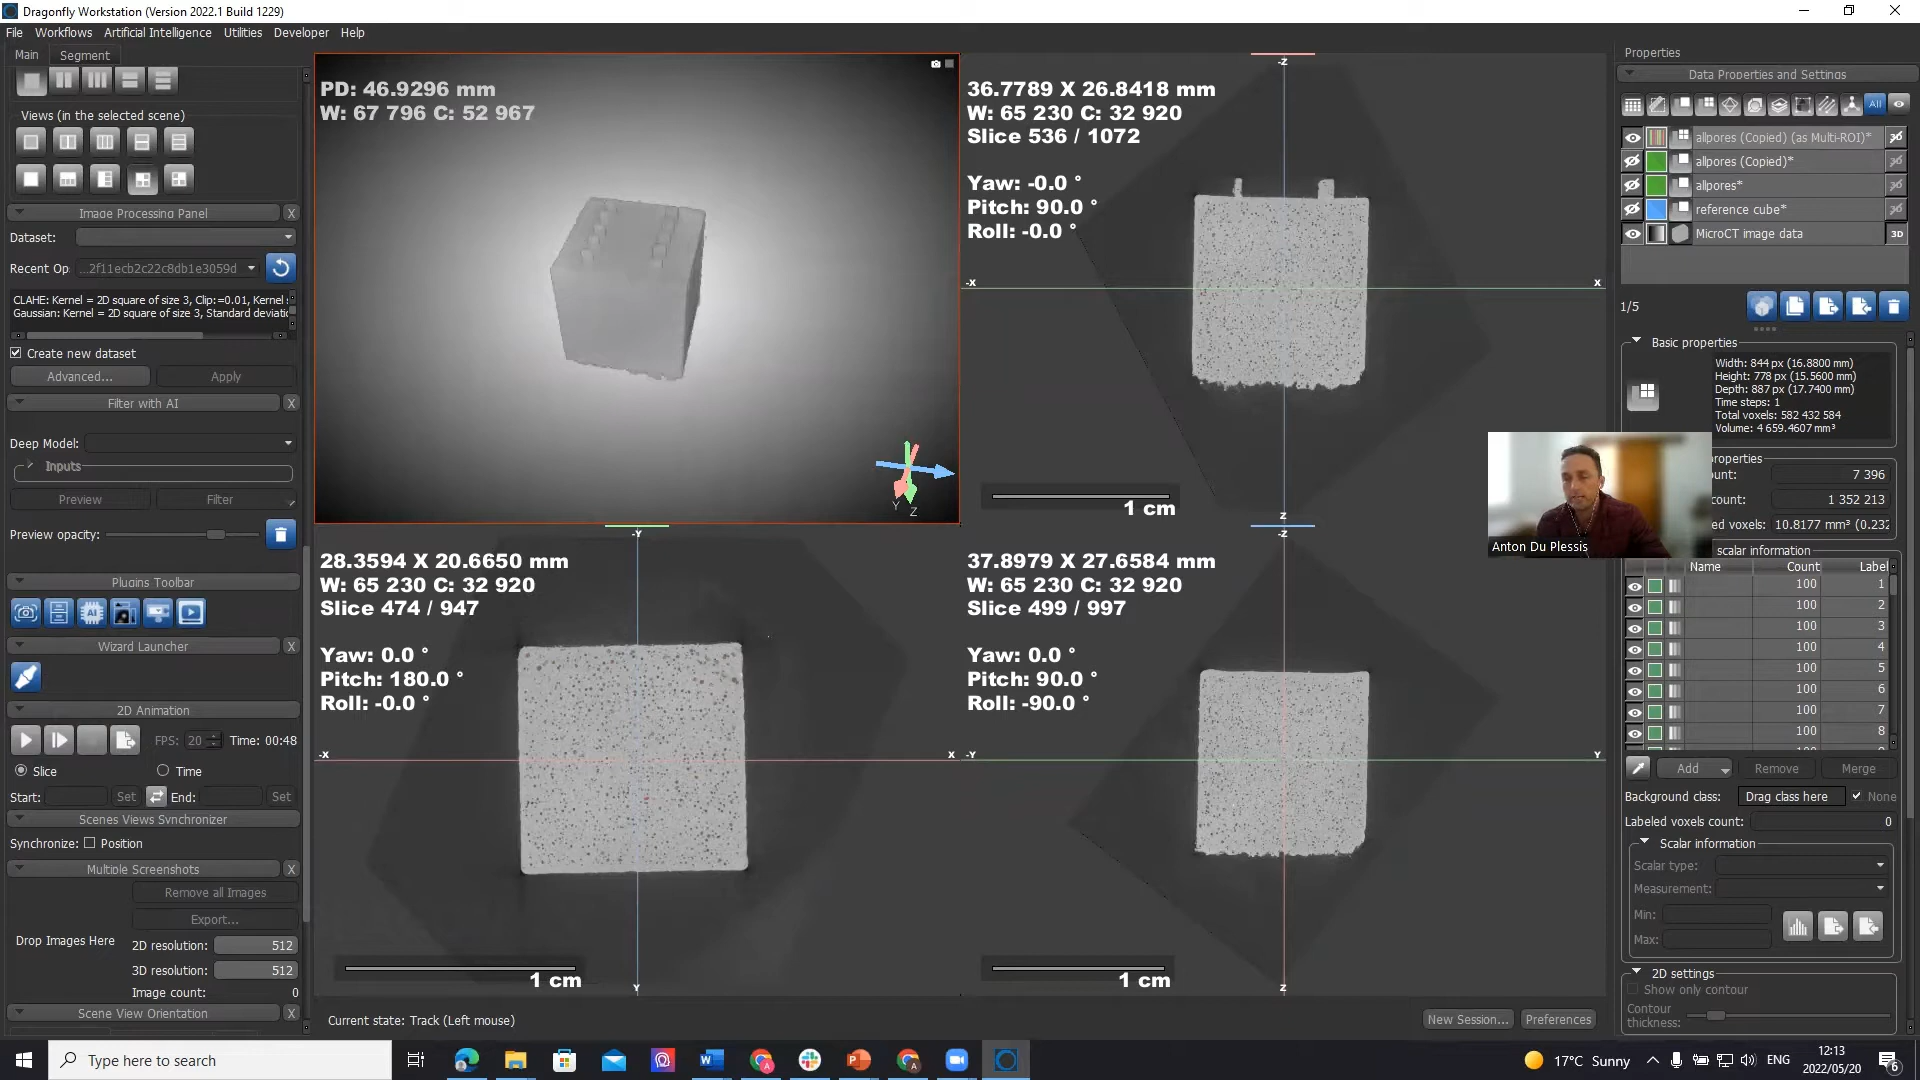 Dragonfly Workstation (Version 2022.1 Build 1229)
File Workflows Artificial Intelligence Utilities Developer Help
Main Segment
Views (in the selected scene)
Image Processing Panel X
Dataset:
Recent Op ...2f11ecb2c22c8db1e3059d
CLAHE: Kernel = 2D square of size 3, Clip:=0.01, Kernel
Gaussian: Kernel = 2D square of size 3, Standard deviatio
Create new dataset
Advanced... Apply
Filter with AI X
Deep Model:
Inputs
Preview Filter
Preview opacity:
Plugins Toolbar
Wizard Launcher X
2D Animation
FPS: 20 Time: 00:48
Slice Time
Start: Set End: Set
Scenes Views Synchronizer
Synchronize: Position
Multiple Screenshots X
Remove all Images
Export...
Drop Images Here
2D resolution: 512
3D resolution: 512
Image count: 0
Scene View Orientation X
PD: 46.9296 mm
W: 67 796 C: 52 967
Y Z
36.7789 X 26.8418 mm
W: 65 230 C: 32 920
Slice 536 / 1072
Yaw: -0.0 °
Pitch: 90.0 °
Roll: -0.0 °
-Z
-X X
Z
1 cm
28.3594 X 20.6650 mm
W: 65 230 C: 32 920
Slice 474 / 947
Yaw: 0.0 °
Pitch: 180.0 °
Roll: -0.0 °
-Y
-X X
Y
1 cm
37.8979 X 27.6584 mm
W: 65 230 C: 32 920
Slice 499 / 997
Yaw: 0.0 °
Pitch: 90.0 °
Roll: -90.0 °
-Z
-Y Y
Z
1 cm
Current state: Track (Left mouse)
New Session... Preferences
Properties
Data Properties and Settings
All
allpores (Copied) (as Multi-ROI)*
allpores (Copied)*
allpores*
reference cube*
MicroCT image data 3D
1/5
Basic properties
Width: 844 px (16.8800 mm)
Height: 778 px (15.5600 mm)
Depth: 887 px (17.7400 mm)
Time steps: 1
Total voxels: 582 432 584
Volume: 4 659.4607 mm³
roperties
ount: 7 396
count: 1 352 213
ed voxels: 10.8177 mm³ (0.232
scalar information
Anton Du Plessis
Name Count Label
100 1
100 2
100 3
100 4
100 5
100 6
100 7
100 8
Add Remove Merge
Background class: Drag class here None
Labeled voxels count: 0
Scalar information
Scalar type:
Measurement:
Min:
Max:
2D settings
Show only contour
Contour
thickness:
Type here to search
17°C Sunny
ENG
12:13
2022/05/20
6